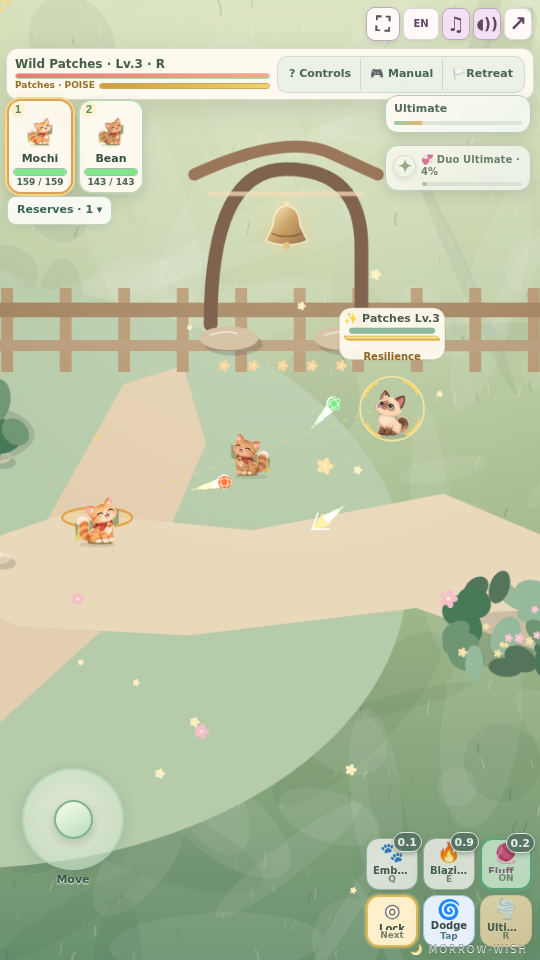 EN
Wild Patches · Lv.3 · R
Patches · POISE
? Controls
Manual
Retreat
1
Mochi
159 / 159
2
Bean
143 / 143
Reserves · 1 ▾
Ultimate
Duo Ultimate · 4%
Patches Lv.3
Resilience
Move
0.1
Emb...
Q
0.9
Blazi...
E
0.2
Fluff
ON
Lock
Next
Dodge
Tap
Ulti...
R
MORROW-WISH